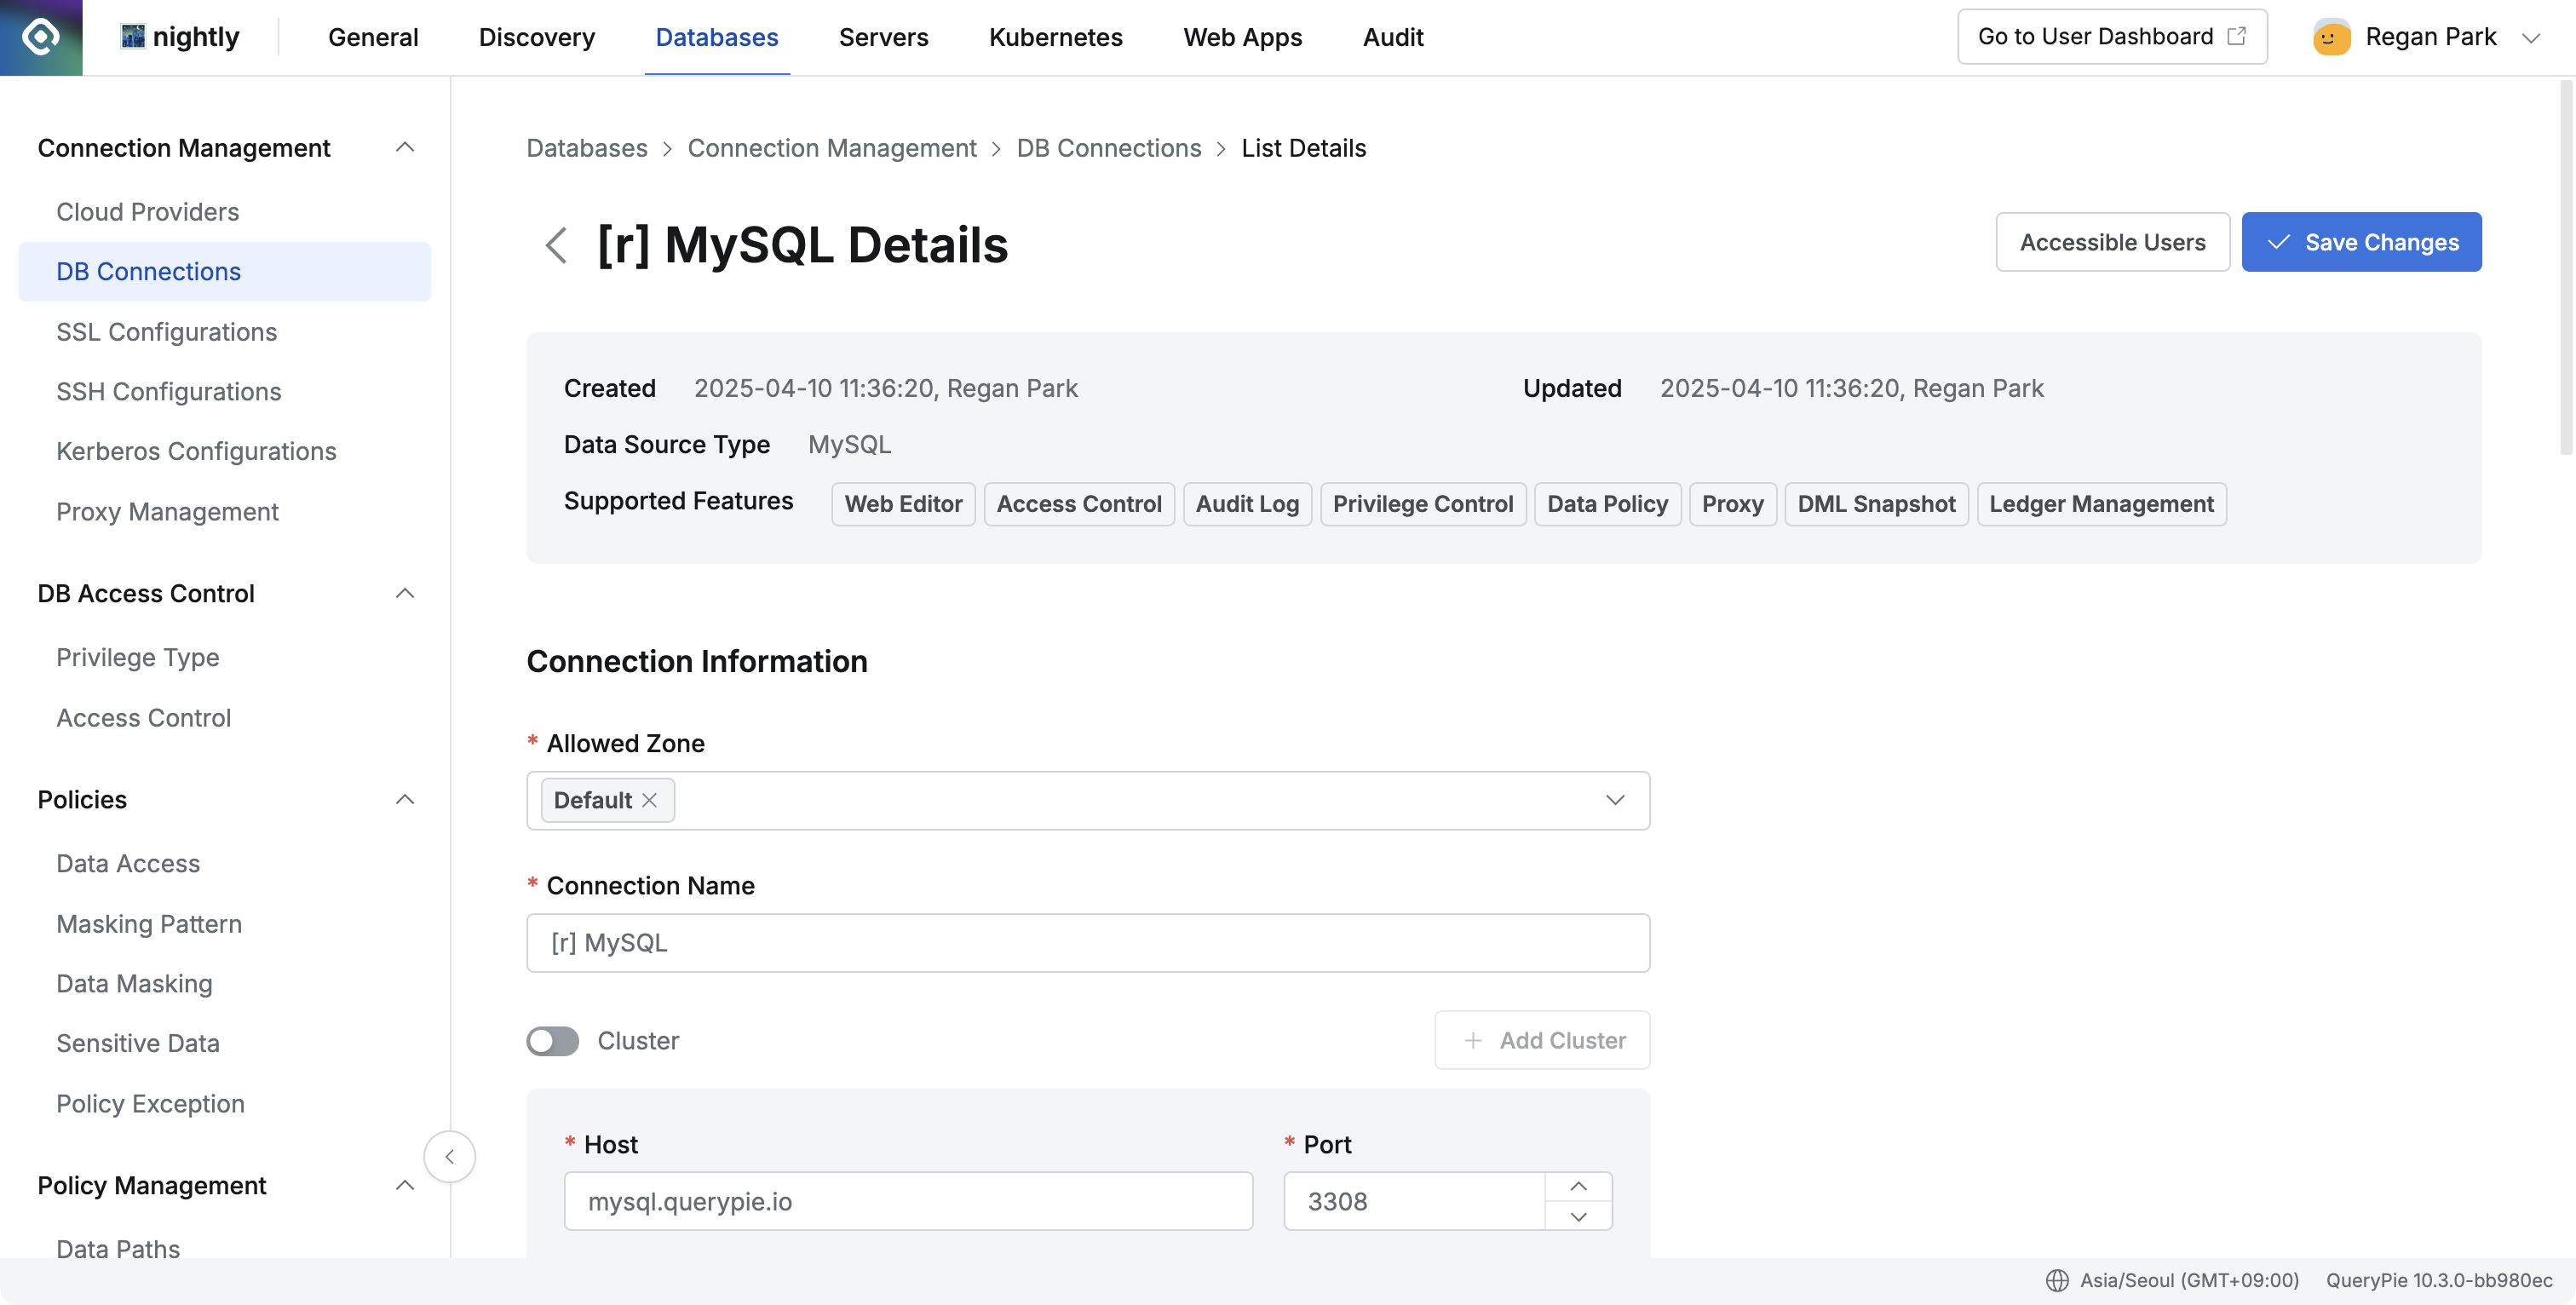 nightly
General
Discovery
Databases
Servers
Kubernetes
Web Apps
Audit
Go to User Dashboard
Regan Park
Connection Management
Cloud Providers
DB Connections
SSL Configurations
SSH Configurations
Kerberos Configurations
Proxy Management
DB Access Control
Privilege Type
Access Control
Policies
Data Access
Masking Pattern
Data Masking
Sensitive Data
Policy Exception
Policy Management
Data Paths
Databases > Connection Management > DB Connections > List Details
[r] MySQL Details
Accessible Users
Save Changes
Created 2025-04-10 11:36:20, Regan Park
Updated 2025-04-10 11:36:20, Regan Park
Data Source Type MySQL
Supported Features Web Editor Access Control Audit Log Privilege Control Data Policy Proxy DML Snapshot Ledger Management
Connection Information
* Allowed Zone
Default
* Connection Name
[r] MySQL
Cluster
+ Add Cluster
* Host
mysql.querypie.io
* Port
3308
Asia/Seoul (GMT+09:00)
QueryPie 10.3.0-bb980ec